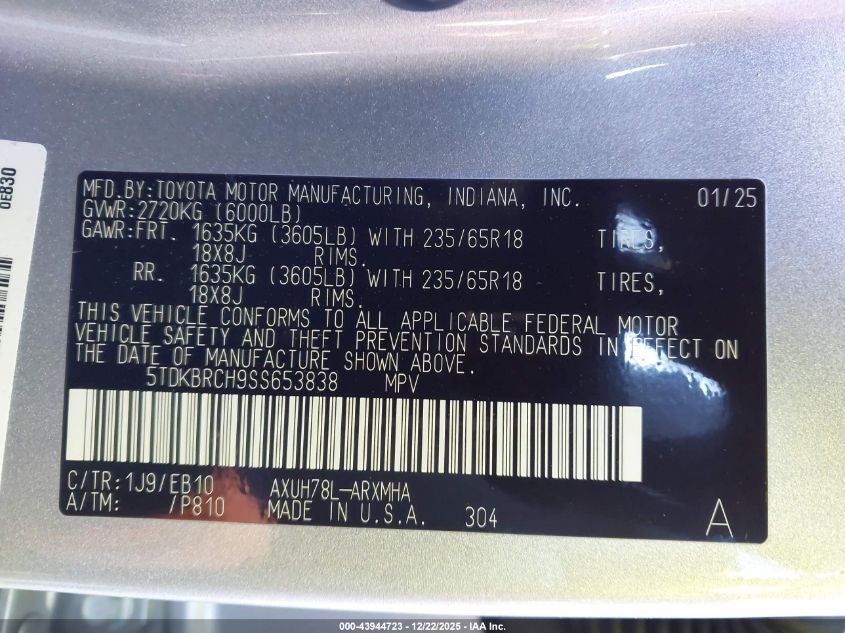 0E830
MFD.BY:TOYOTA MOTOR MANUFACTURING, INDIANA, INC. 01/25
GVWR:2720KG (6000LB)
GAWR:FRT. 1635KG (3605LB) WITH 235/65R18 TIRES,
18X8J RIMS.
RR. 1635KG (3605LB) WITH 235/65R18 TIRES,
18X8J RIMS.
THIS VEHICLE CONFORMS TO ALL APPLICABLE FEDERAL MOTOR
VEHICLE SAFETY AND THEFT PREVENTION STANDARDS IN EFFECT ON
THE DATE OF MANUFACTURE SHOWN ABOVE.
5TDKBRCH9SS653838 MPV
C/TR:1J9/EB10 AXUH78L-ARXMHA
A/TM: /P810 MADE IN U.S.A. 304 A
000-43944723 - 12/22/2025 - IAA Inc.